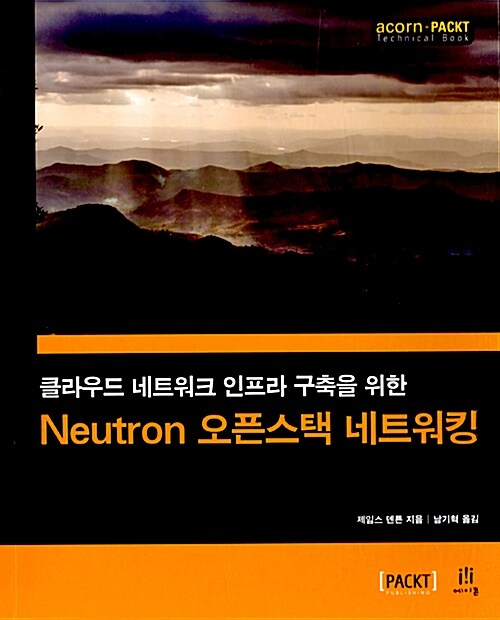 acorn·PACKT
Technical Book
클라우드 네트워크 인프라 구축을 위한
Neutron 오픈스택 네트워킹
제임스 덴튼 지음 | 남기혁 옮김
[PACKT]
PUBLISHING
에이콘